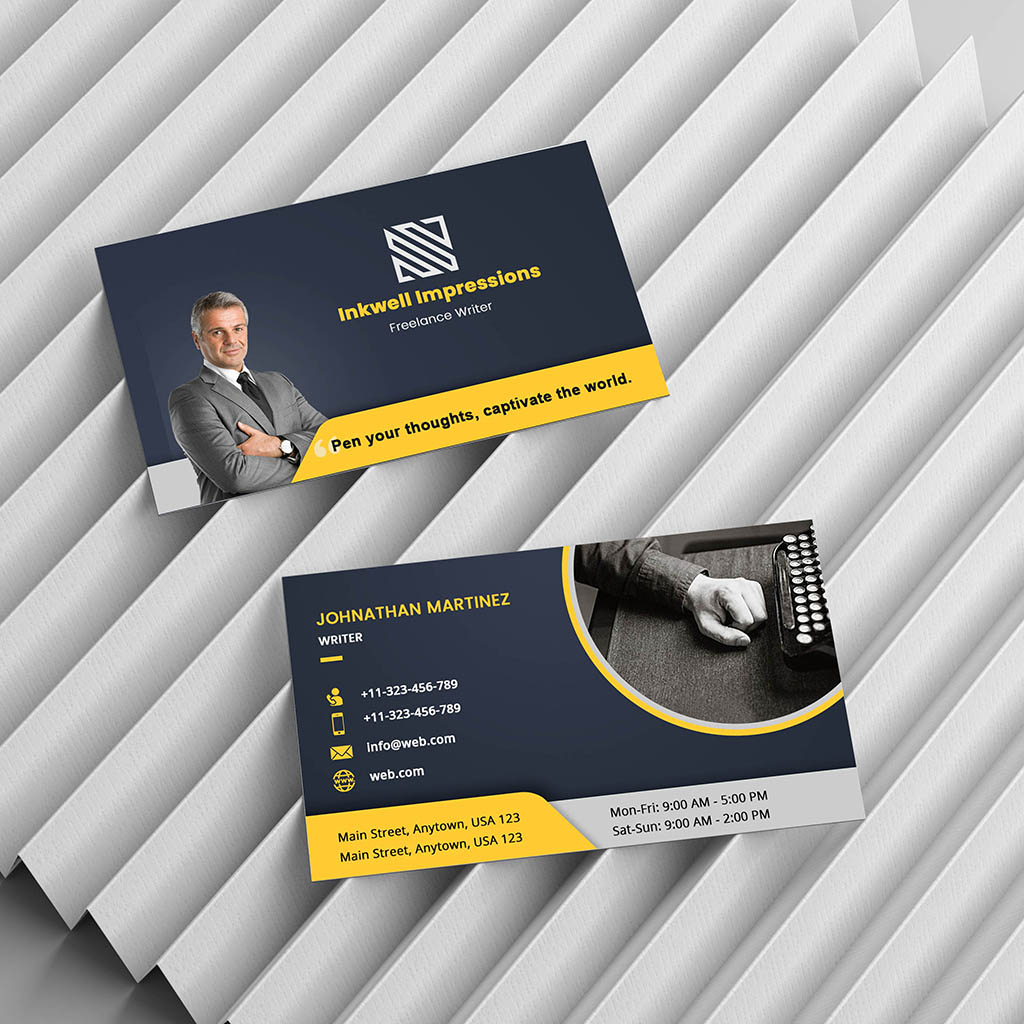 Inkwell Impressions
Freelance Writer
“Pen your thoughts, captivate the world.
JOHNATHAN MARTINEZ
WRITER
+11-323-456-789
+11-323-456-789
Info@web.com
www
web.com
Main Street, Anytown, USA 123
Main Street, Anytown, USA 123
Mon-Fri: 9:00 AM - 5:00 PM
Sat-Sun: 9:00 AM - 2:00 PM